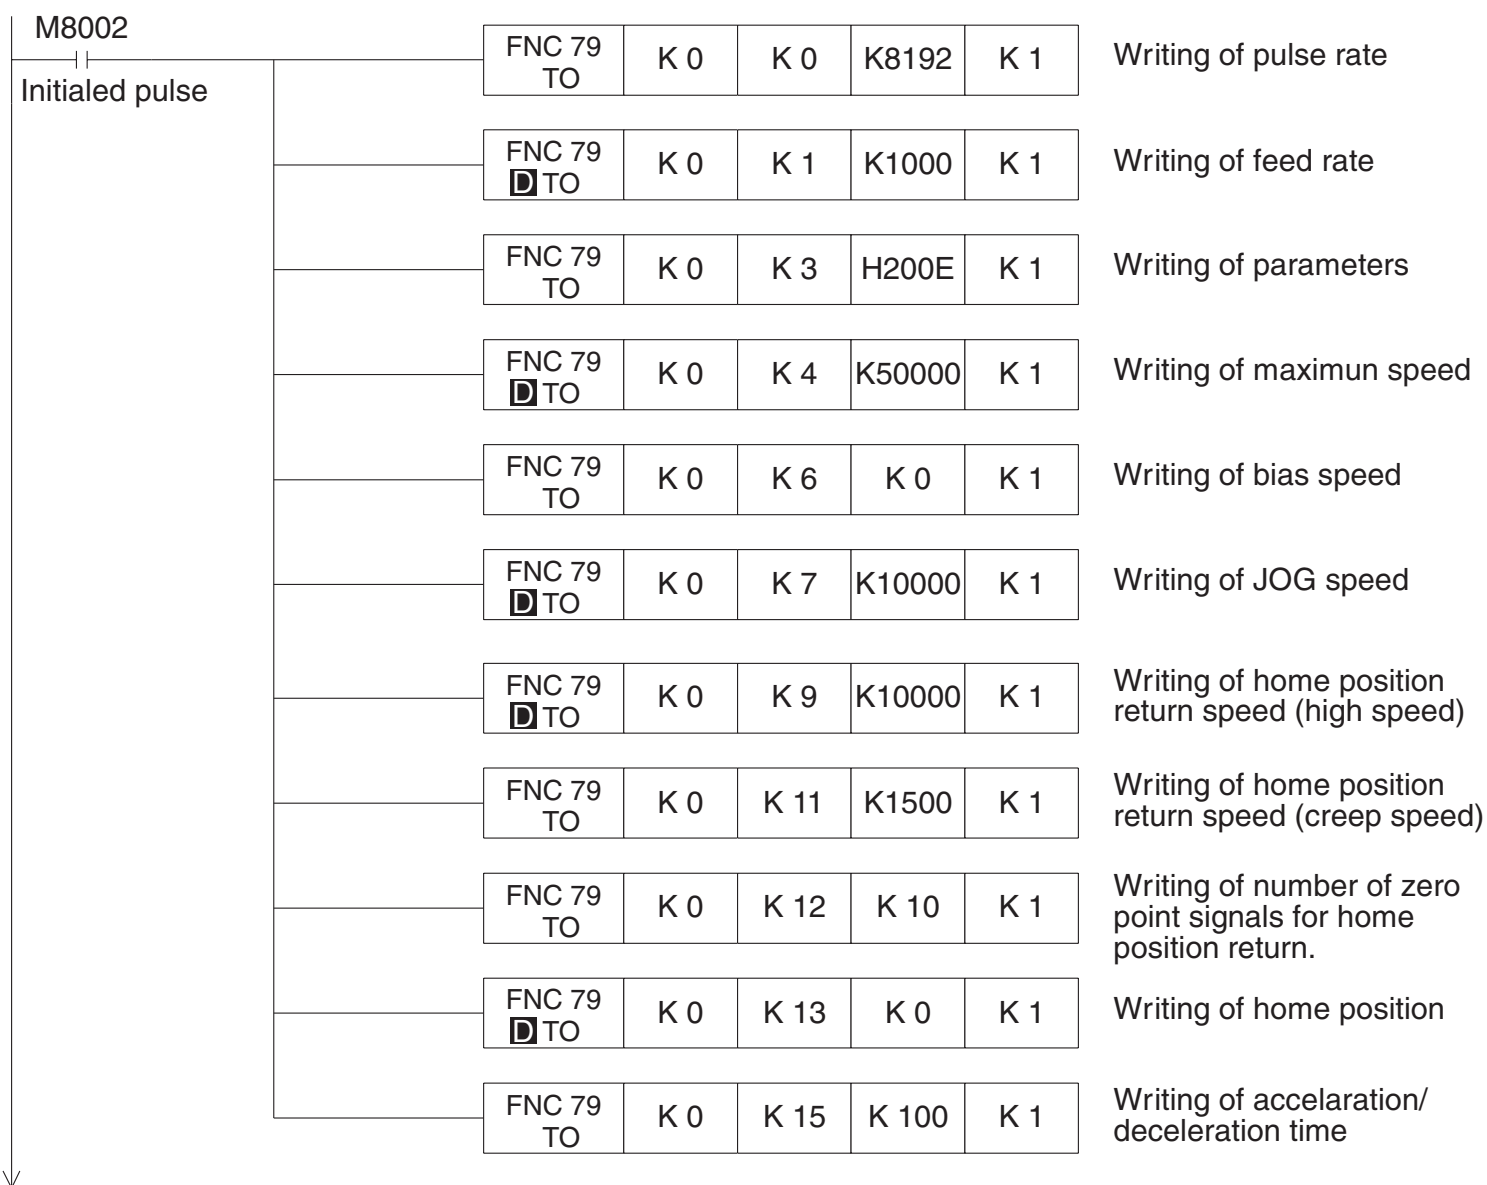 M8002
Initialed pulse
FNC 79 TO K 0 K 0 K8192 K 1 Writing of pulse rate
FNC 79 D TO K 0 K 1 K1000 K 1 Writing of feed rate
FNC 79 TO K 0 K 3 H200E K 1 Writing of parameters
FNC 79 D TO K 0 K 4 K50000 K 1 Writing of maximun speed
FNC 79 TO K 0 K 6 K 0 K 1 Writing of bias speed
FNC 79 D TO K 0 K 7 K10000 K 1 Writing of JOG speed
FNC 79 D TO K 0 K 9 K10000 K 1 Writing of home position
return speed (high speed)
FNC 79 TO K 0 K 11 K1500 K 1 Writing of home position
return speed (creep speed)
FNC 79 TO K 0 K 12 K 10 K 1 Writing of number of zero
point signals for home
position return.
FNC 79 D TO K 0 K 13 K 0 K 1 Writing of home position
FNC 79 TO K 0 K 15 K 100 K 1 Writing of accelaration/
deceleration time